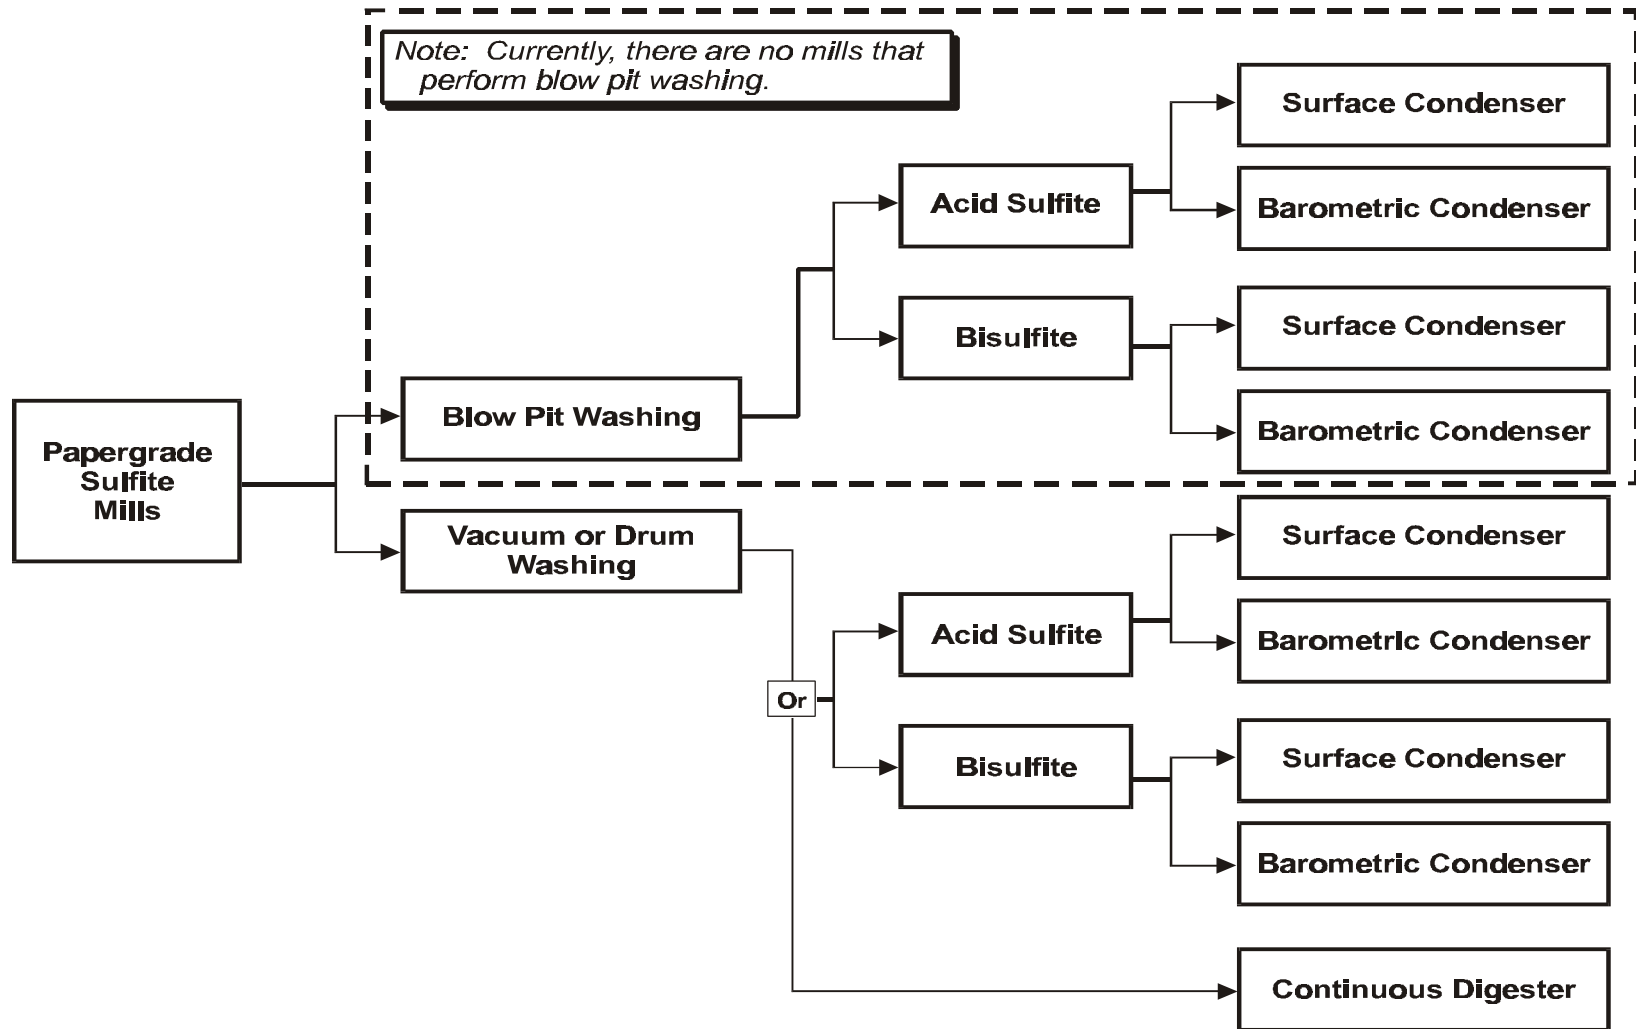 Note: Currently, there are no mills that
perform blow pit washing.
Surface Condenser
Acid Sulfite
Barometric Condenser
Bisulfite
Surface Condenser
Barometric Condenser
Blow Pit Washing
Papergrade
Sulfite
Mills
Vacuum or Drum
Washing
Surface Condenser
Acid Sulfite
Barometric Condenser
Or
Bisulfite
Surface Condenser
Barometric Condenser
Continuous Digester